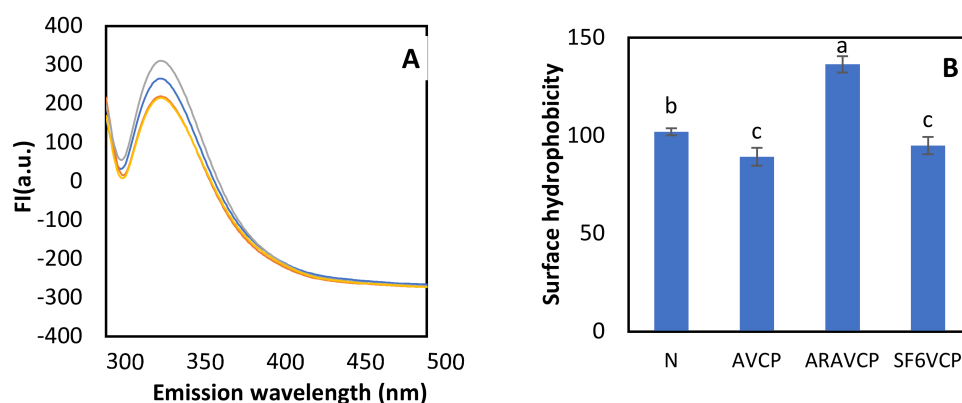 400
300
200
100
0
-100
-200
-300
-400
FI(a.u.)
A
300 350 400 450 500
Emission wavelength (nm)
150
100
50
0
Surface hydrophobicity
B
b
c
a
c
N AVCP ARAVCP SF6VCP